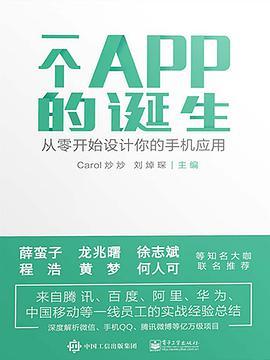 一个APP
的诞生
从零开始设计你的手机应用
Carol炒炒 刘焯琛 | 主编
薛蛮子 龙兆曙 徐志斌 等知名大咖
程浩 黄梦 何人可 联名推荐
来自腾讯、百度、阿里、华为、
中国移动等一线员工的实战经验总结
深度解析微信、手机QQ、腾讯微博等亿万级项目
中国工信出版集团
电子工业出版社